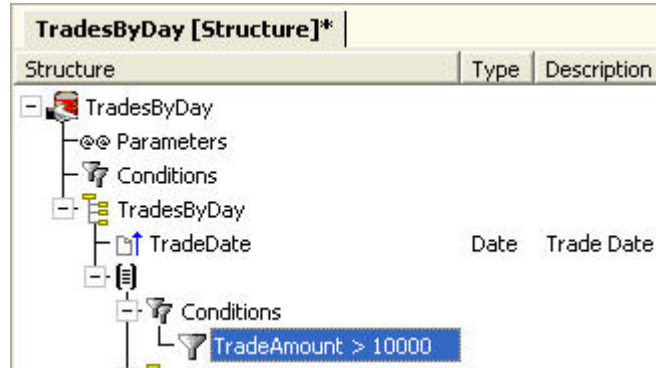 TradesByDay [Structure]*
Structure Type Description
TradesByDay
@@ Parameters
Conditions
TradesByDay
TradeDate Date Trade Date
Conditions
TradeAmount > 10000